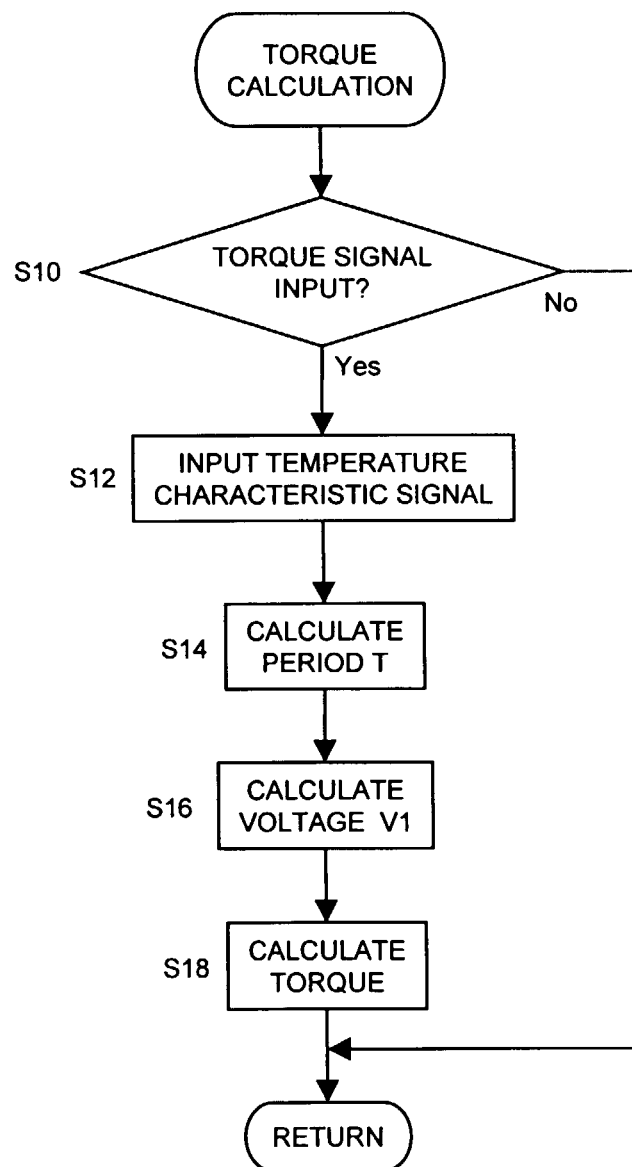 TORQUE
CALCULATION
S10
TORQUE SIGNAL
INPUT?
No
Yes
S12
INPUT TEMPERATURE
CHARACTERISTIC SIGNAL
S14
CALCULATE
PERIOD T
S16
CALCULATE
VOLTAGE V1
S18
CALCULATE
TORQUE
RETURN